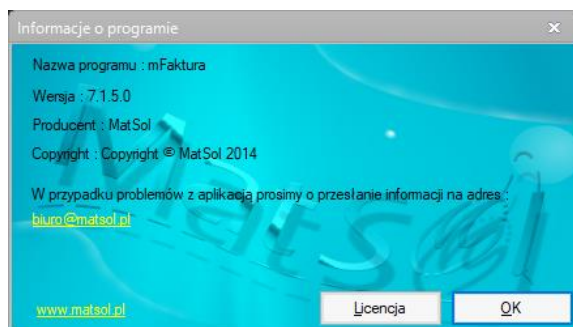 Informacje o programie
Nazwa programu : mFaktura
Wersja : 7.1.5.0
Producent : MatSol
Copyright : Copyright © MatSol 2014
W przypadku problemów z aplikacją prosimy o przesłanie informacji na adres :
biuro@matsol.pl
MatSol
www.matsol.pl
Licencja
OK